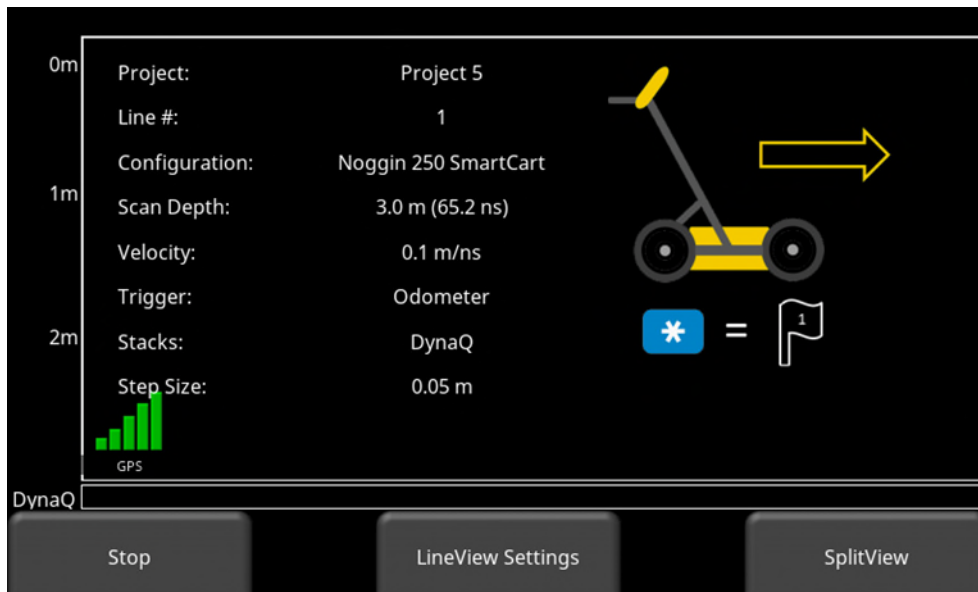 0m
Project: Project 5
Line #: 1
Configuration: Noggin 250 SmartCart
1m
Scan Depth: 3.0 m (65.2 ns)
Velocity: 0.1 m/ns
Trigger: Odometer
* = 1
2m
Stacks: DynaQ
Step Size: 0.05 m
GPS
DynaQ
Stop LineView Settings SplitView